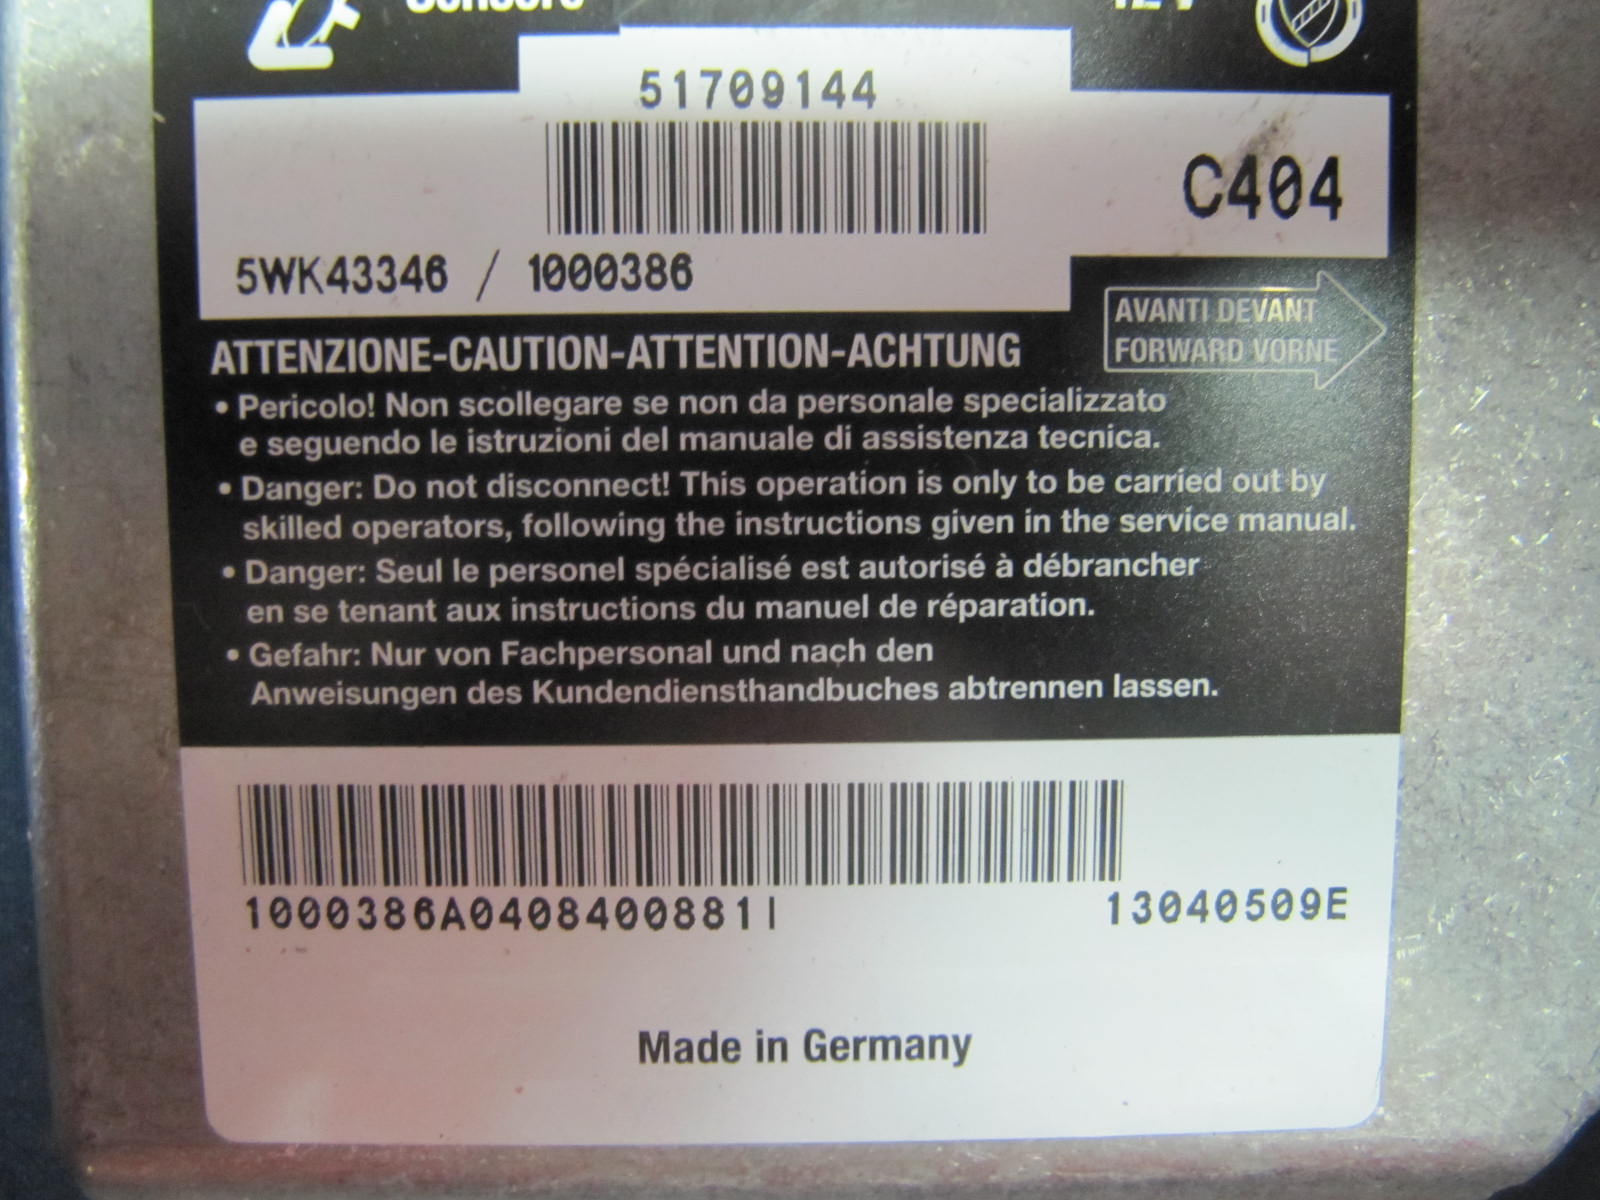 12V
51709144
C404
5WK43346 / 1000386
AVANTI DEVANT
FORWARD VORNE
ATTENZIONE-CAUTION-ATTENTION-ACHTUNG
• Pericolo! Non scollegare se non da personale specializzato
e seguendo le istruzioni del manuale di assistenza tecnica.
• Danger: Do not disconnect! This operation is only to be carried out by
skilled operators, following the instructions given in the service manual.
• Danger: Seul le personel spécialisé est autorisé à débrancher
en se tenant aux instructions du manuel de réparation.
• Gefahr: Nur von Fachpersonal und nach den
Anweisungen des Kundendiensthandbuches abtrennen lassen.
1000386A0408400881I
13040509E
Made in Germany